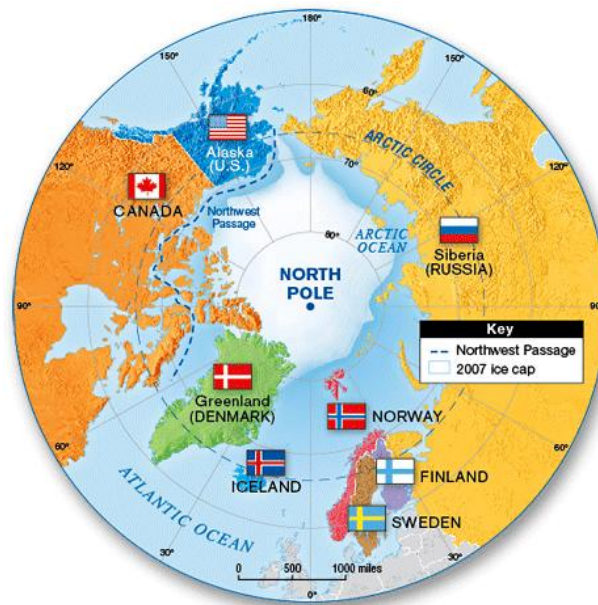 180°
150°
150°
60°
Alaska
(U.S.)
ARCTIC CIRCLE
70°
120°
120°
CANADA
Northwest
Passage
80°
ARCTIC
OCEAN
Siberia
(RUSSIA)
NORTH
POLE
90°
90°
Key
Northwest Passage
2007 ice cap
Greenland
(DENMARK)
NORWAY
60°
60°
ICELAND
FINLAND
ATLANTIC OCEAN
SWEDEN
30°
30°
0 500 1000 miles